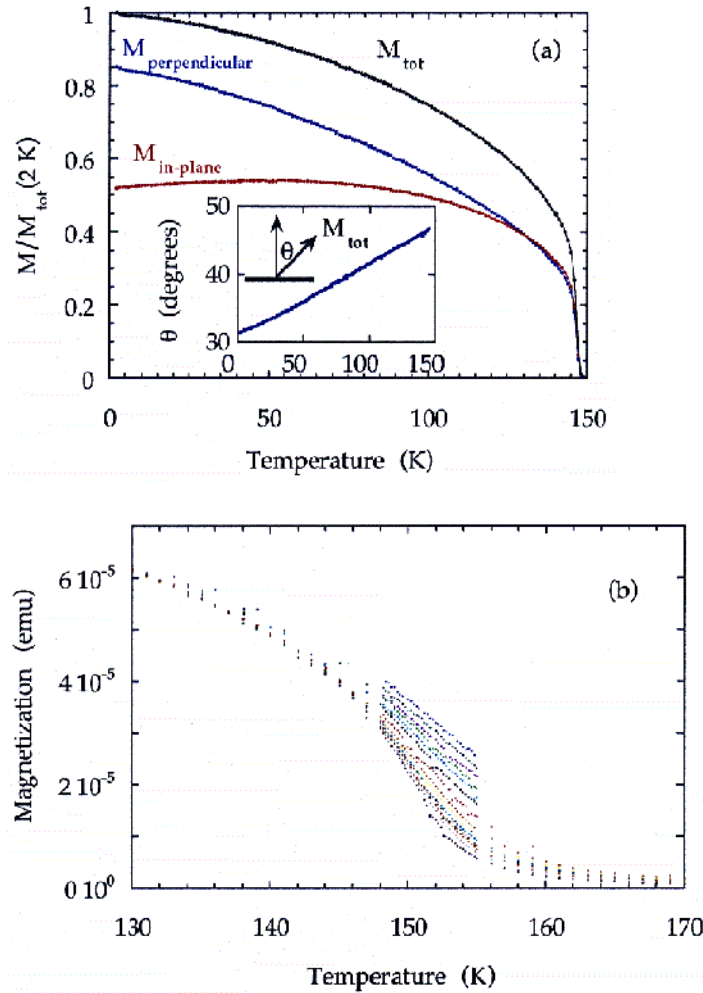 1
0.8
0.6
0.4
0.2
0
M/M_tot(2 K)
M_perpendicular
M_tot
(a)
M_in-plane
50
40
30
θ (degrees)
θ
M_tot
0
50
100
150
0
50
100
150
Temperature (K)
6 10⁻⁵
4 10⁻⁵
2 10⁻⁵
0 10⁰
Magnetization (emu)
(b)
130
140
150
160
170
Temperature (K)